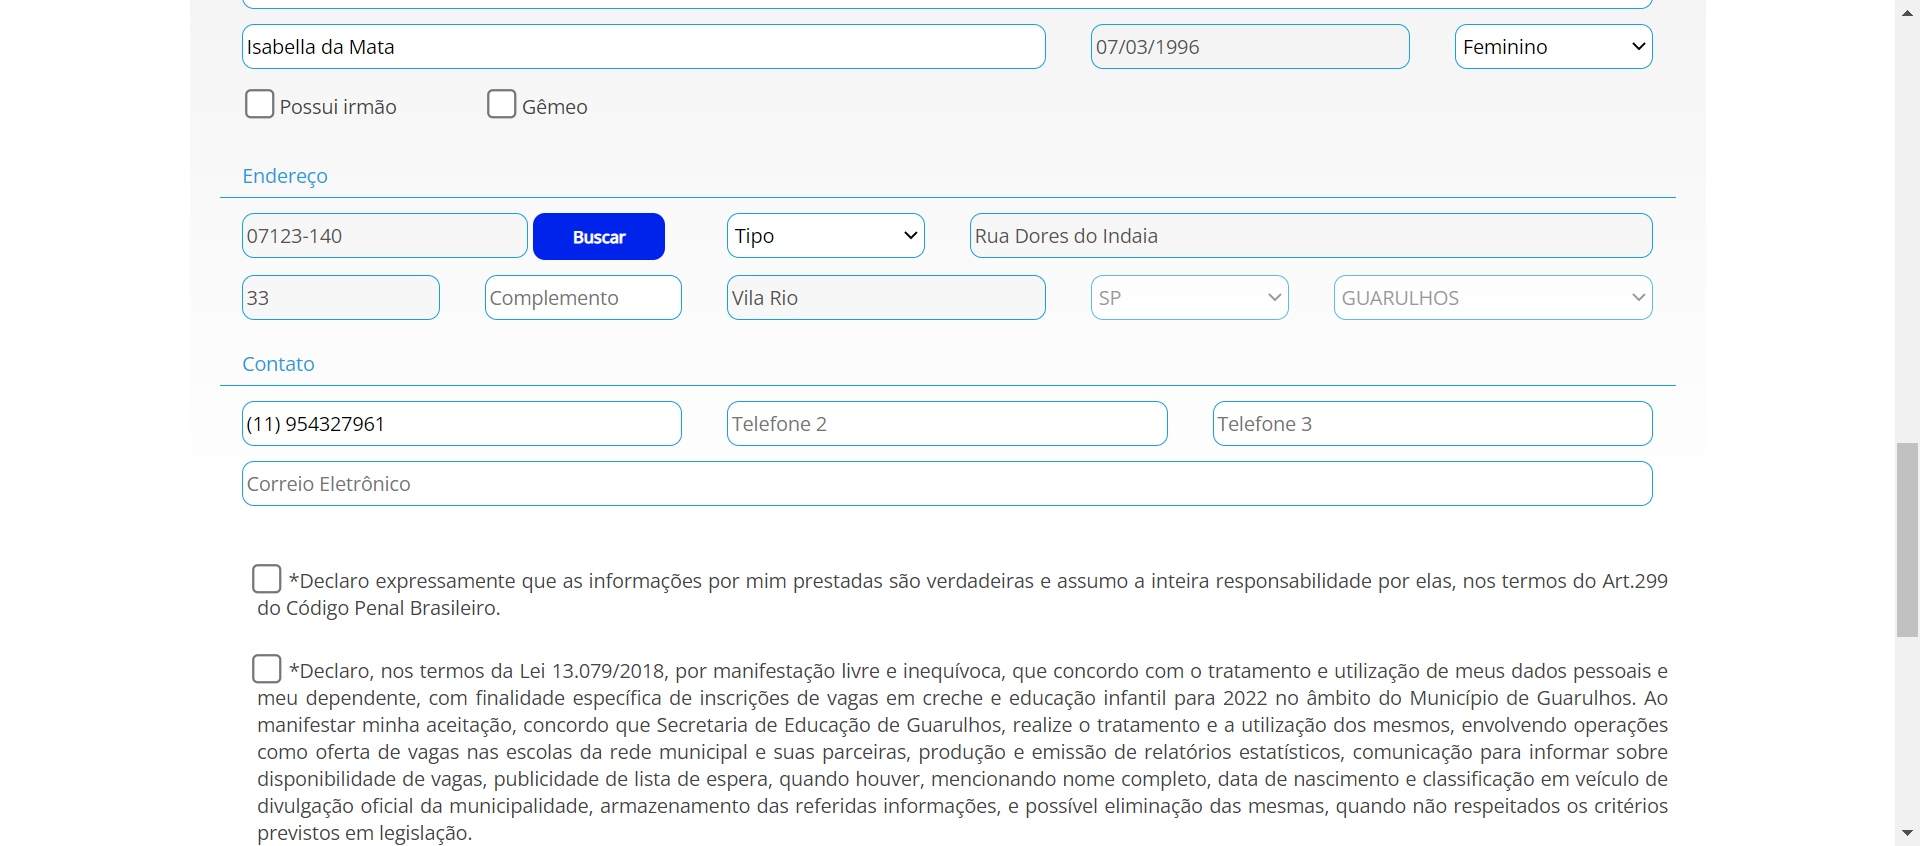 Isabella da Mata 07/03/1996 Feminino
Possui irmão Gêmeo
Endereço
07123-140 Buscar Tipo Rua Dores do Indaia
33 Complemento Vila Rio SP GUARULHOS
Contato
(11) 954327961 Telefone 2 Telefone 3
Correio Eletrônico
*Declaro expressamente que as informações por mim prestadas são verdadeiras e assumo a inteira responsabilidade por elas, nos termos do Art.299
do Código Penal Brasileiro.
*Declaro, nos termos da Lei 13.079/2018, por manifestação livre e inequívoca, que concordo com o tratamento e utilização de meus dados pessoais e
meu dependente, com finalidade específica de inscrições de vagas em creche e educação infantil para 2022 no âmbito do Município de Guarulhos. Ao
manifestar minha aceitação, concordo que Secretaria de Educação de Guarulhos, realize o tratamento e a utilização dos mesmos, envolvendo operações
como oferta de vagas nas escolas da rede municipal e suas parceiras, produção e emissão de relatórios estatísticos, comunicação para informar sobre
disponibilidade de vagas, publicidade de lista de espera, quando houver, mencionando nome completo, data de nascimento e classificação em veículo de
divulgação oficial da municipalidade, armazenamento das referidas informações, e possível eliminação das mesmas, quando não respeitados os critérios
previstos em legislação.